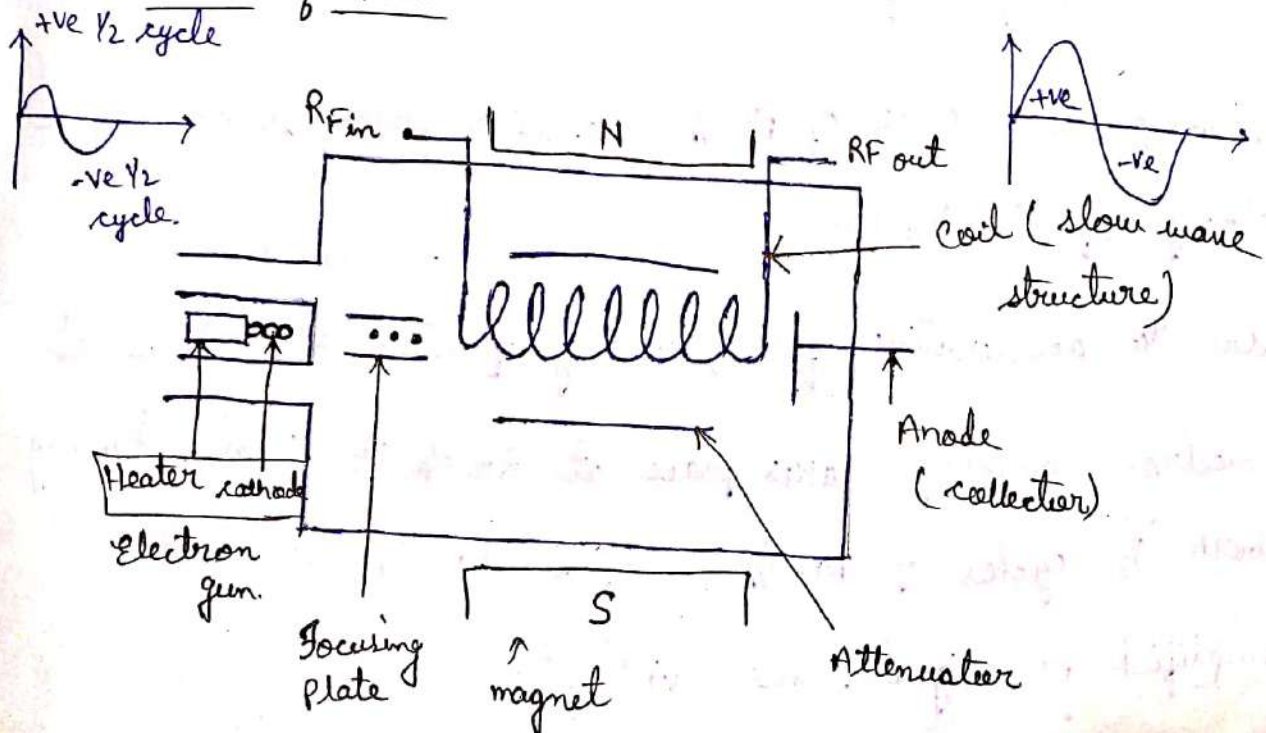 +ve 1/2 cycle
-ve 1/2
cycle.
RFin
N
RF out
+ve
-ve
Coil ( slow wave
structure)
Anode
( collector).
Heater cathode
Electron
gun.
Focusing
plate
S
magnet
Attenuator